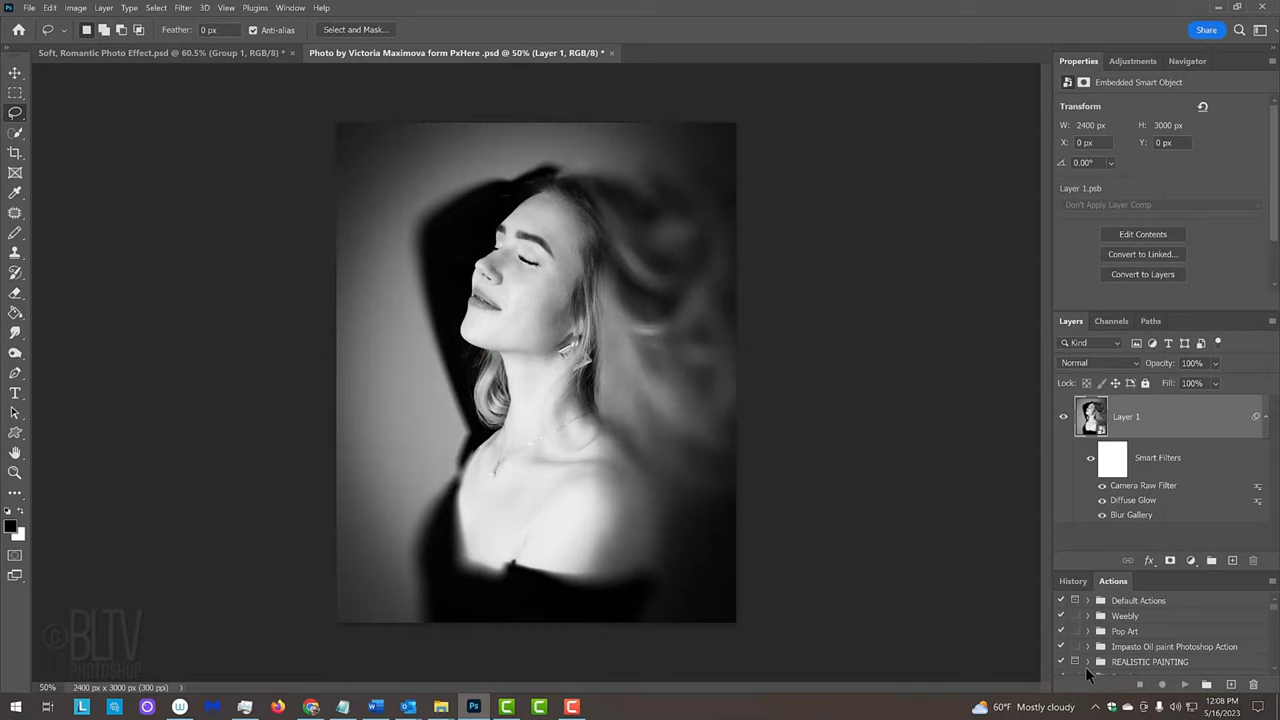 File Edit Image Layer Type Select Filter 3D View Plugins Window Help
Feather: 0 px Anti-alias Select and Mask... Share
Soft, Romantic Photo Effect.psd @ 60.5% (Group 1, RGB/8) * × Photo by Victoria Maximova form PxHere .psd @ 50% (Layer 1, RGB/8) * ×
Properties Adjustments Navigator
Embedded Smart Object
Transform
W: 2400 px H: 3000 px
X: 0 px Y: 0 px
0.00°
Layer 1.psb
Don't Apply Layer Comp
Edit Contents
Convert to Linked...
Convert to Layers
Layers Channels Paths
Kind
Normal Opacity: 100%
Lock: Fill: 100%
Layer 1
Smart Filters
Camera Raw Filter
Diffuse Glow
Blur Gallery
History Actions
Default Actions
Weebly
Pop Art
Impasto Oil paint Photoshop Action
REALISTIC PAINTING
©BLTV
PHOTOSHOP
50% 2400 px x 3000 px (300 ppi)
60°F Mostly cloudy 12:08 PM
5/16/2023